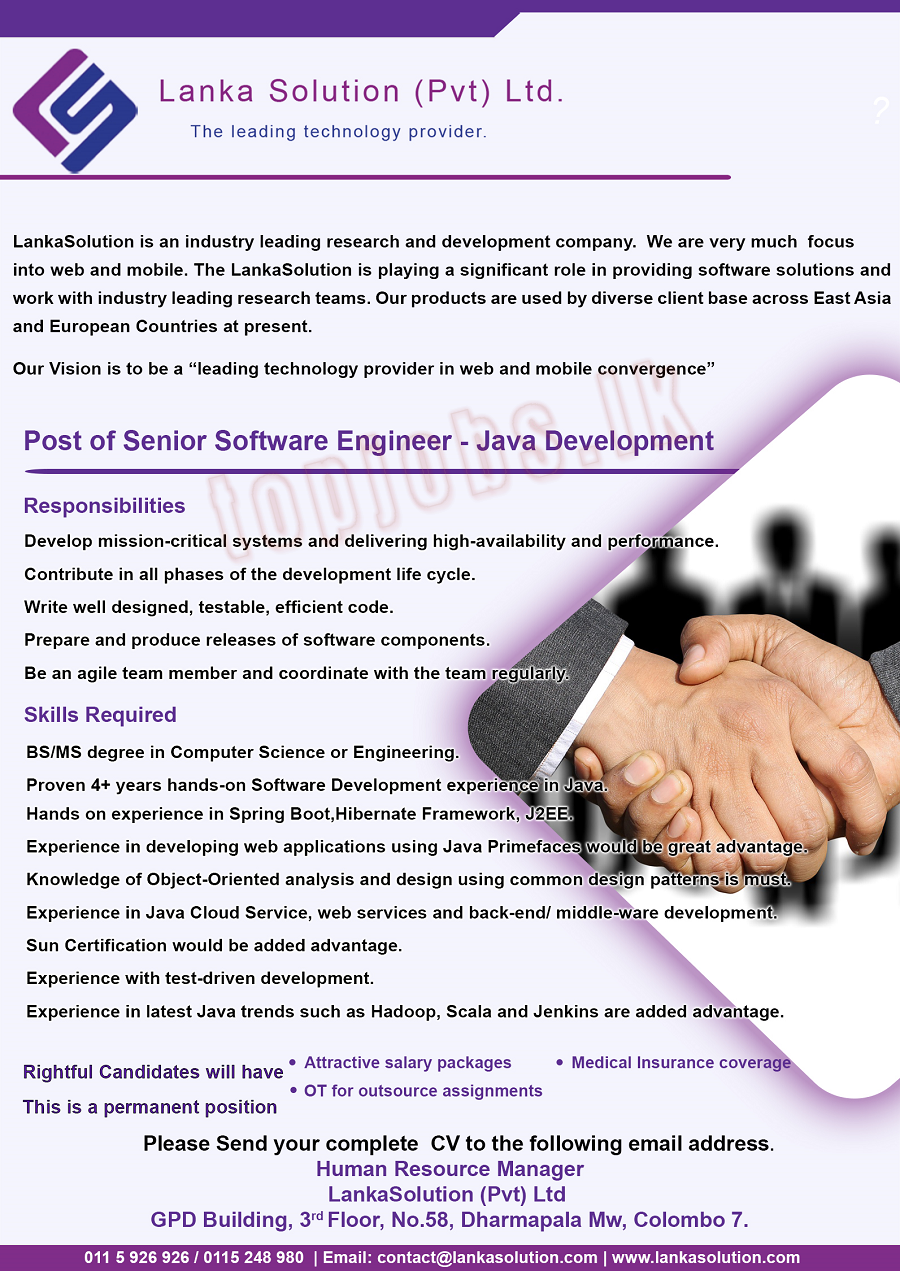 Lanka Solution (Pvt) Ltd.
The leading technology provider.
?
LankaSolution is an industry leading research and development company.  We are very much  focus
into web and mobile. The LankaSolution is playing a significant role in providing software solutions and
work with industry leading research teams. Our products are used by diverse client base across East Asia
and European Countries at present.
Our Vision is to be a “leading technology provider in web and mobile convergence”
topjobs.lk
Post of Senior Software Engineer - Java Development
Responsibilities
Develop mission-critical systems and delivering high-availability and performance.
Contribute in all phases of the development life cycle.
Write well designed, testable, efficient code.
Prepare and produce releases of software components.
Be an agile team member and coordinate with the team regularly.
Skills Required
BS/MS degree in Computer Science or Engineering.
Proven 4+ years hands-on Software Development experience in Java.
Hands on experience in Spring Boot,Hibernate Framework, J2EE.
Experience in developing web applications using Java Primefaces would be great advantage.
Knowledge of Object-Oriented analysis and design using common design patterns is must.
Experience in Java Cloud Service, web services and back-end/ middle-ware development.
Sun Certification would be added advantage.
Experience with test-driven development.
Experience in latest Java trends such as Hadoop, Scala and Jenkins are added advantage.
Rightful Candidates will have
• Attractive salary packages
• Medical Insurance coverage
• OT for outsource assignments
This is a permanent position
Please Send your complete  CV to the following email address.
Human Resource Manager
LankaSolution (Pvt) Ltd
GPD Building, 3rd Floor, No.58, Dharmapala Mw, Colombo 7.
011 5 926 926 / 0115 248 980  | Email: contact@lankasolution.com | www.lankasolution.com